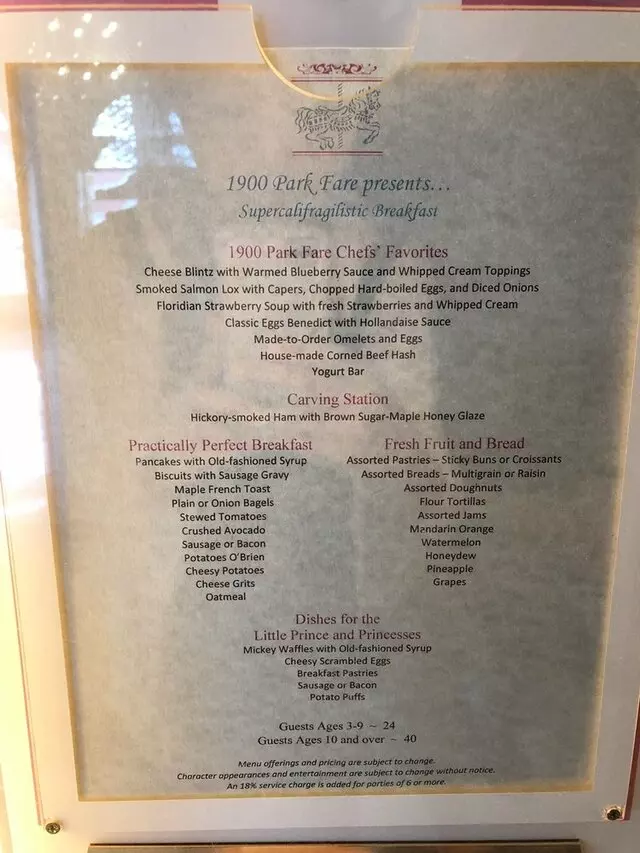 1900 Park Fare presents...
Supercalifragilistic Breakfast
1900 Park Fare Chefs' Favorites
Cheese Blintz with Warmed Blueberry Sauce and Whipped Cream Toppings
Smoked Salmon Lox with Capers, Chopped Hard-boiled Eggs, and Diced Onions
Floridian Strawberry Soup with fresh Strawberries and Whipped Cream
Classic Eggs Benedict with Hollandaise Sauce
Made-to-Order Omelets and Eggs
House-made Corned Beef Hash
Yogurt Bar
Carving Station
Hickory-smoked Ham with Brown Sugar-Maple Honey Glaze
Practically Perfect Breakfast
Pancakes with Old-fashioned Syrup
Biscuits with Sausage Gravy
Maple French Toast
Plain or Onion Bagels
Stewed Tomatoes
Crushed Avocado
Sausage or Bacon
Potatoes O'Brien
Cheesy Potatoes
Cheese Grits
Oatmeal
Fresh Fruit and Bread
Assorted Pastries – Sticky Buns or Croissants
Assorted Breads – Multigrain or Raisin
Assorted Doughnuts
Flour Tortillas
Assorted Jams
Mandarin Orange
Watermelon
Honeydew
Pineapple
Grapes
Dishes for the
Little Prince and Princesses
Mickey Waffles with Old-fashioned Syrup
Cheesy Scrambled Eggs
Breakfast Pastries
Sausage or Bacon
Potato Puffs
Guests Ages 3-9 ~ 24
Guests Ages 10 and over ~ 40
Menu offerings and pricing are subject to change.
Character appearances and entertainment are subject to change without notice.
An 18% service charge is added for parties of 6 or more.